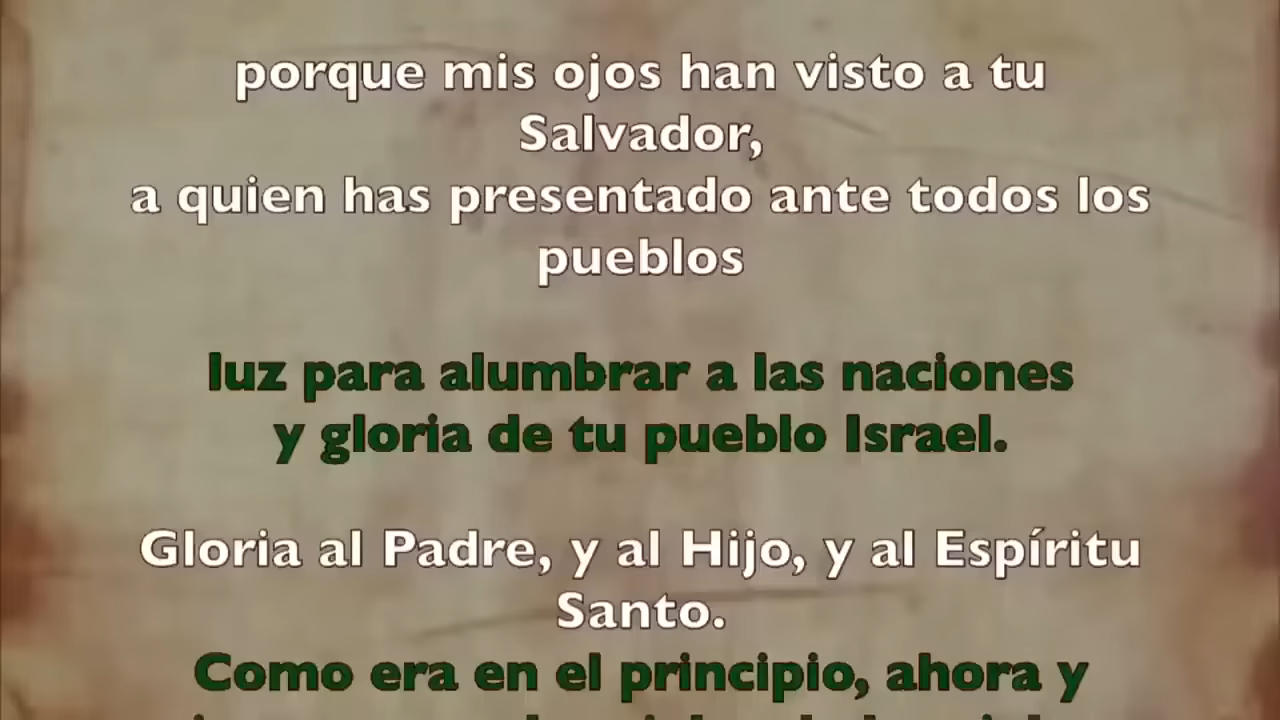 porque mis ojos han visto a tu
Salvador,
a quien has presentado ante todos los
pueblos
luz para alumbrar a las naciones
y gloria de tu pueblo Israel.
Gloria al Padre, y al Hijo, y al Espíritu
Santo.
Como era en el principio, ahora y